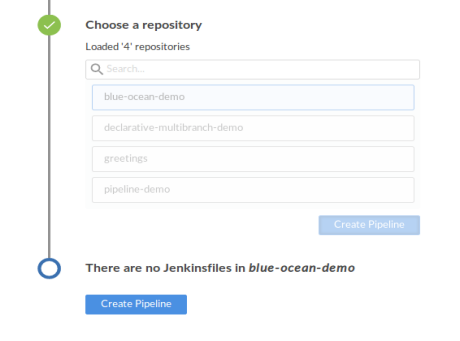 Choose a repository
Loaded '4' repositories
Search...
blue-ocean-demo
declarative-multibranch-demo
greetings
pipeline-demo
Create Pipeline
There are no Jenkinsfiles in blue-ocean-demo
Create Pipeline